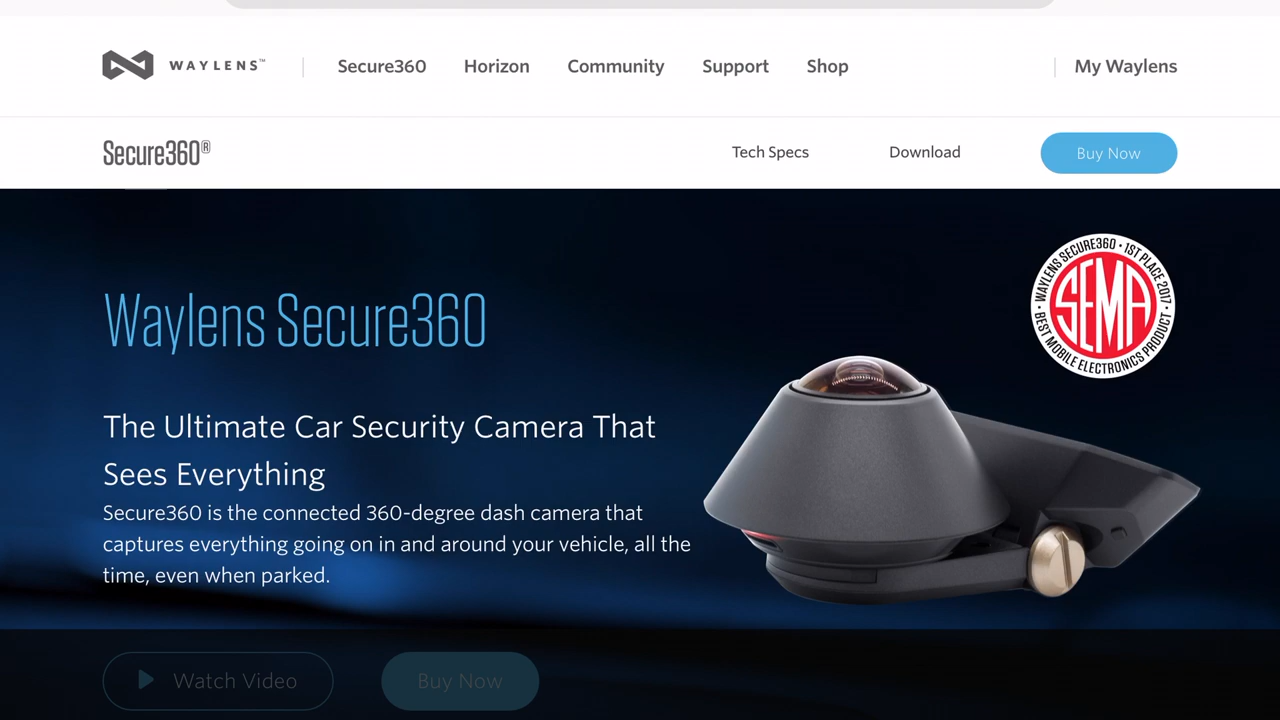 WAYLENS™
Secure360
Horizon
Community
Support
Shop
My Waylens
Secure360®
Tech Specs
Download
Buy Now
WAYLENS SECURE360 • 1ST PLACE 2017 •
BEST MOBILE ELECTRONICS PRODUCT •
SEMA
Waylens Secure360
The Ultimate Car Security Camera That
Sees Everything
Secure360 is the connected 360-degree dash camera that
captures everything going on in and around your vehicle, all the
time, even when parked.
Watch Video
Buy Now